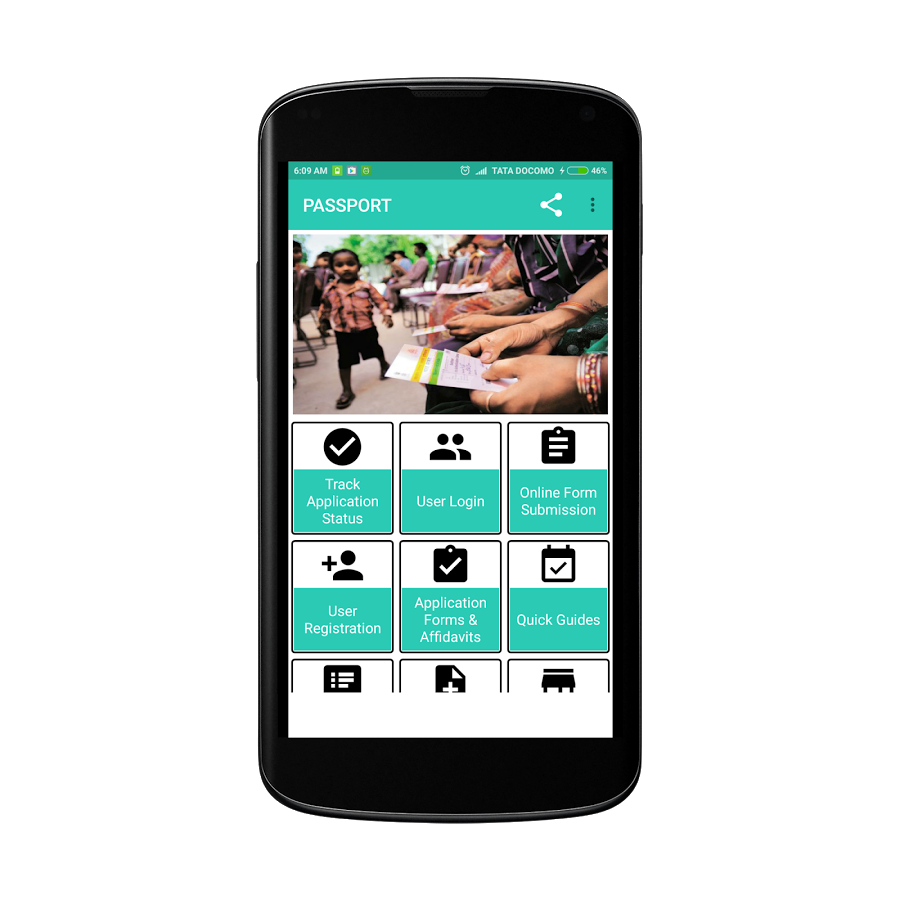 6:09 AM TATA DOCOMO 46%
PASSPORT
Track
Application
Status
User Login
Online Form
Submission
User
Registration
Application
Forms &
Affidavits
Quick Guides